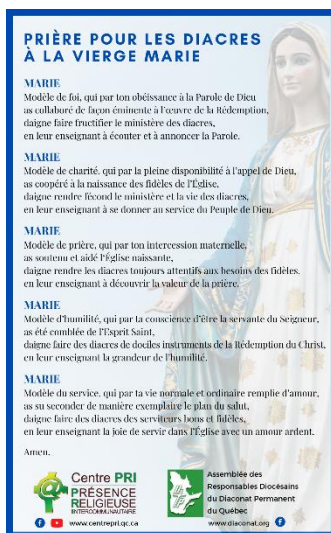 PRIÈRE POUR LES DIACRES
À LA VIERGE MARIE
MARIE
Modèle de foi, qui par ton obéissance à la Parole de Dieu
as collaboré de façon éminente à l'œuvre de la Rédemption,
daigne faire fructifier le ministère des diacres,
en leur enseignant à écouter et à annoncer la Parole.
MARIE
Modèle de charité, qui par la pleine disponibilité à l'appel de Dieu,
as coopéré à la naissance des fidèles de l'Église,
daigne rendre fécond le ministère et la vie des diacres,
en leur enseignant à se donner au service du Peuple de Dieu.
MARIE
Modèle de prière, qui par ton intercession maternelle,
as soutenu et aidé l'Église naissante,
daigne rendre les diacres toujours attentifs aux besoins des fidèles,
en leur enseignant à découvrir la valeur de la prière.
MARIE
Modèle d'humilité, qui par ta conscience d'être la servante du Seigneur,
as été comblée de l'Esprit Saint,
daigne faire des diacres de dociles instruments de la Rédemption du Christ,
en leur enseignant la grandeur de l'humilité.
MARIE
Modèle du service, qui par ta vie normale et ordinaire remplie d'amour,
as su seconder de manière exemplaire le plan du salut,
daigne faire des diacres des serviteurs bons et fidèles,
en leur enseignant la joie de servir dans l'Église avec un amour ardent.
Amen.
Centre PRI
PRÉSENCE
RELIGIEUSE
INTERCOMMUNAUTAIRE
www.centrepri.qc.ca
Assemblée des
Responsables Diocésains
du Diaconat Permanent
du Québec
www.diaconat.org